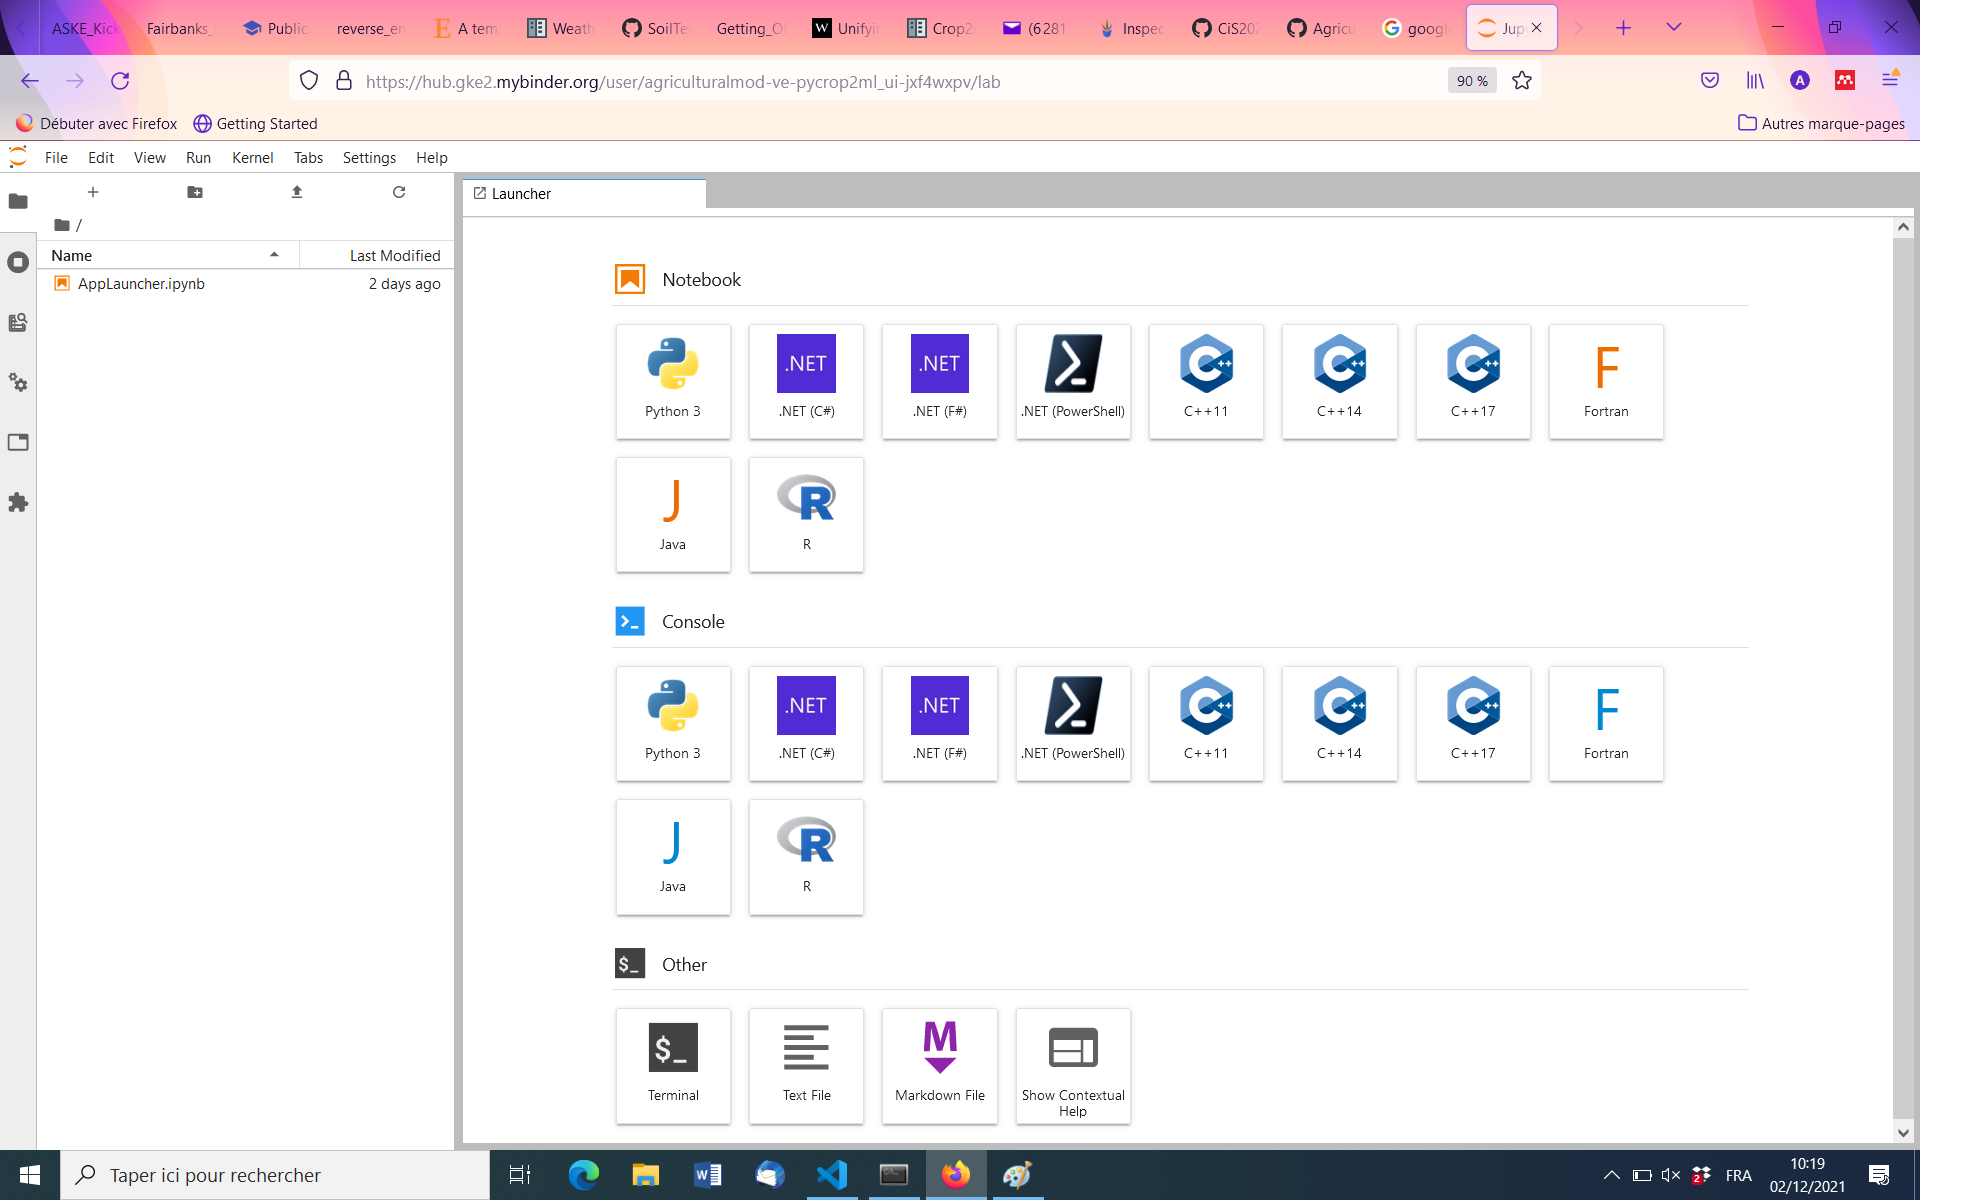 ASKE_Kick Fairbanks_ Public reverse_en A tem Weath SoilTe Getting_O Unifyin Crop2 (6 281 Inspec CiS202 Agricu googl Jup
https://hub.gke2.mybinder.org/user/agriculturalmod-ve-pycrop2ml_ui-jxf4wxpv/lab 90 % A
Débuter avec Firefox Getting Started Autres marque-pages
File Edit View Run Kernel Tabs Settings Help
Launcher
/
Name Last Modified
AppLauncher.ipynb 2 days ago
Notebook
.NET .NET F
Python 3 .NET (C#) .NET (F#) .NET (PowerShell) C++11 C++14 C++17 Fortran
J R
Java R
Console
.NET .NET F
Python 3 .NET (C#) .NET (F#) .NET (PowerShell) C++11 C++14 C++17 Fortran
J R
Java R
$_ Other
$_ M
Terminal Text File Markdown File Show Contextual
Help
Taper ici pour rechercher
2 FRA 10:19
02/12/2021